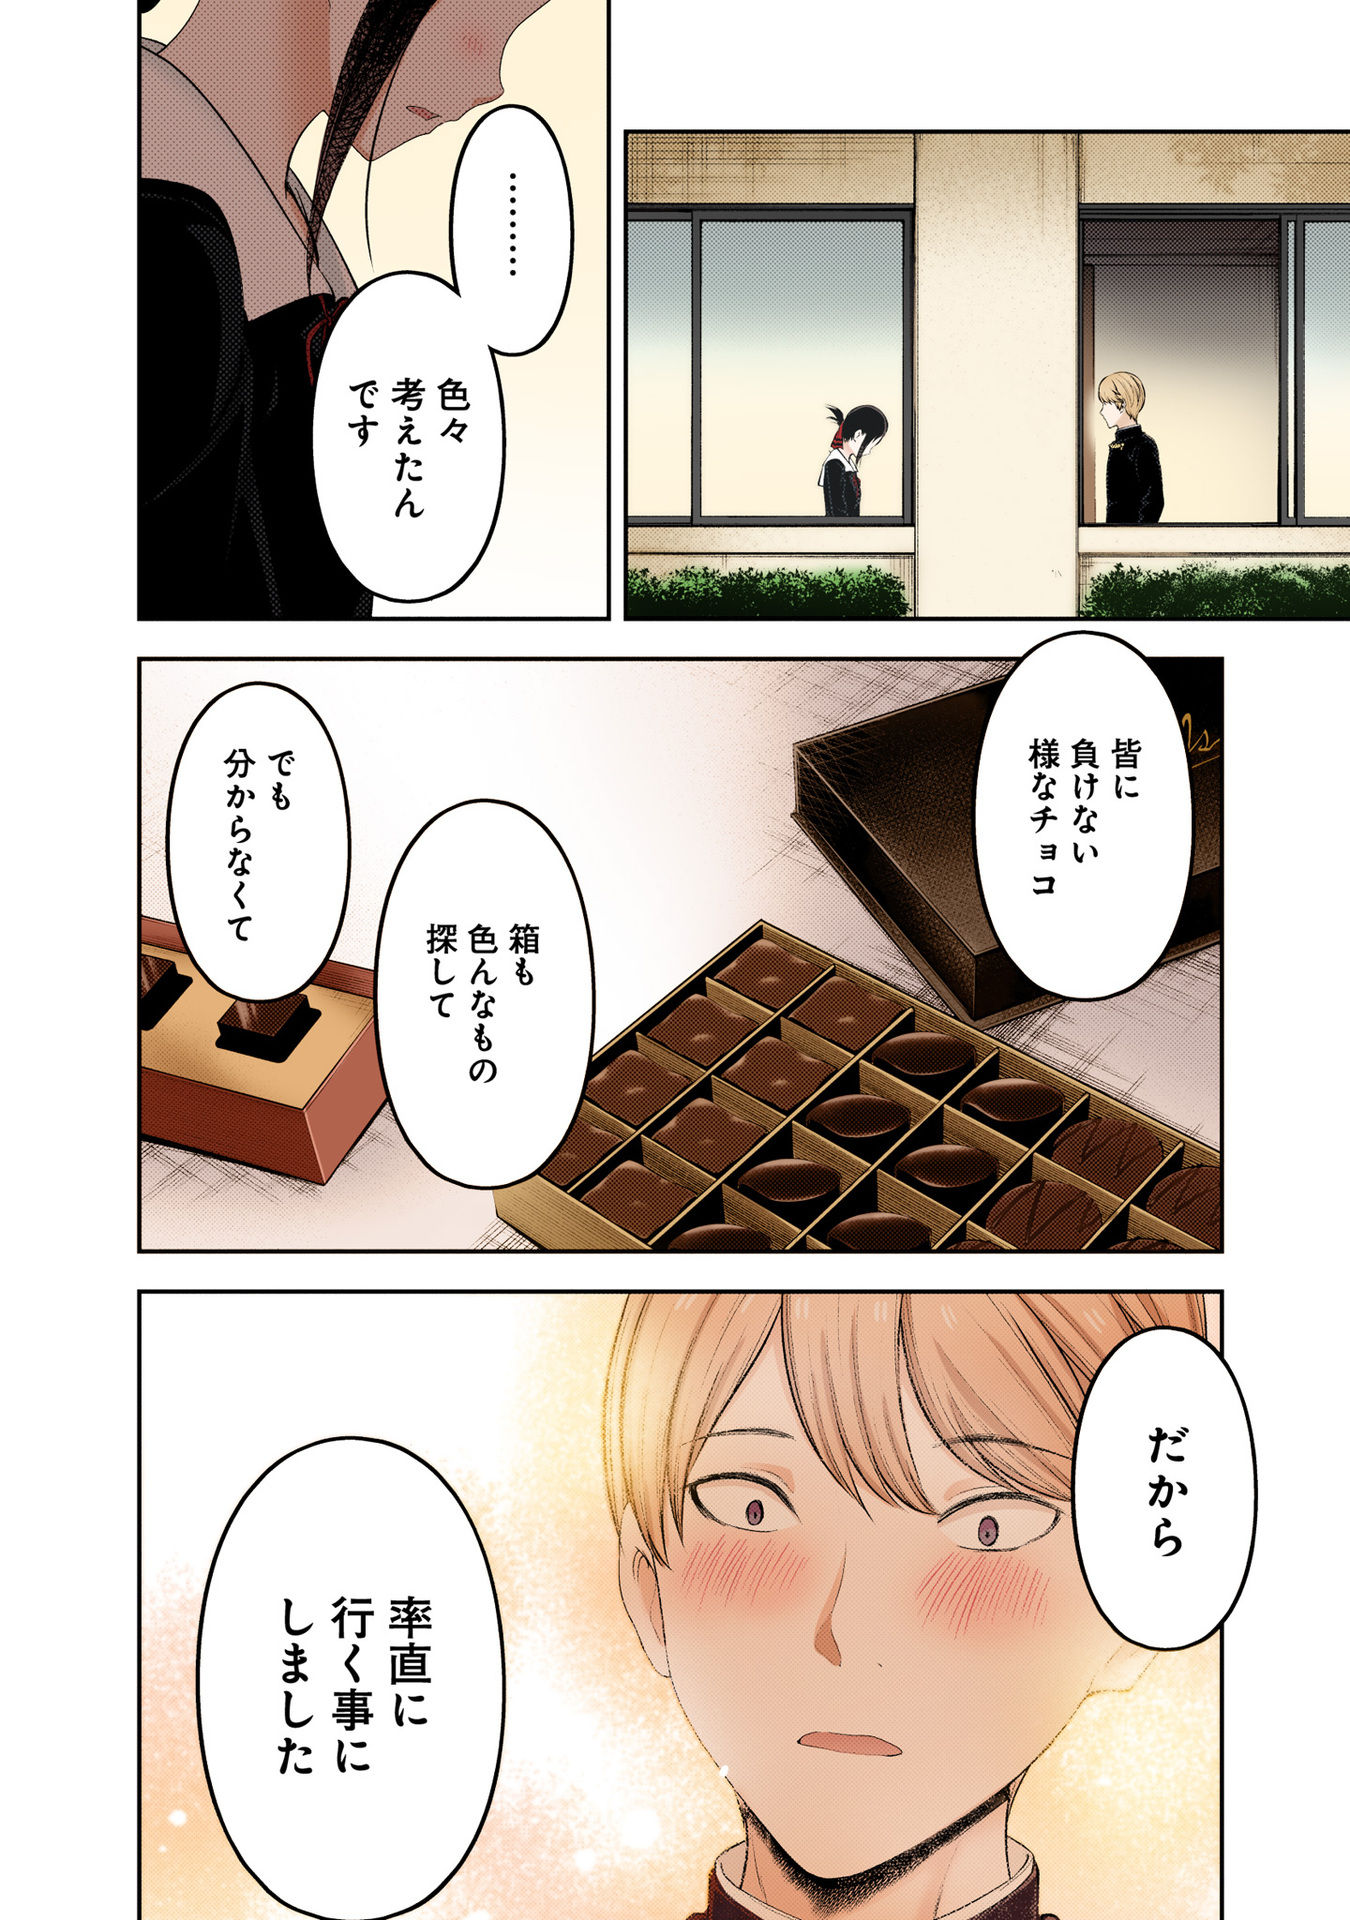 ………
色々
考えたん
です
皆に
負けない
様なチョコ
箱も
色んなもの
探して
でも
分からなくて
だから
率直に
行く事に
しました